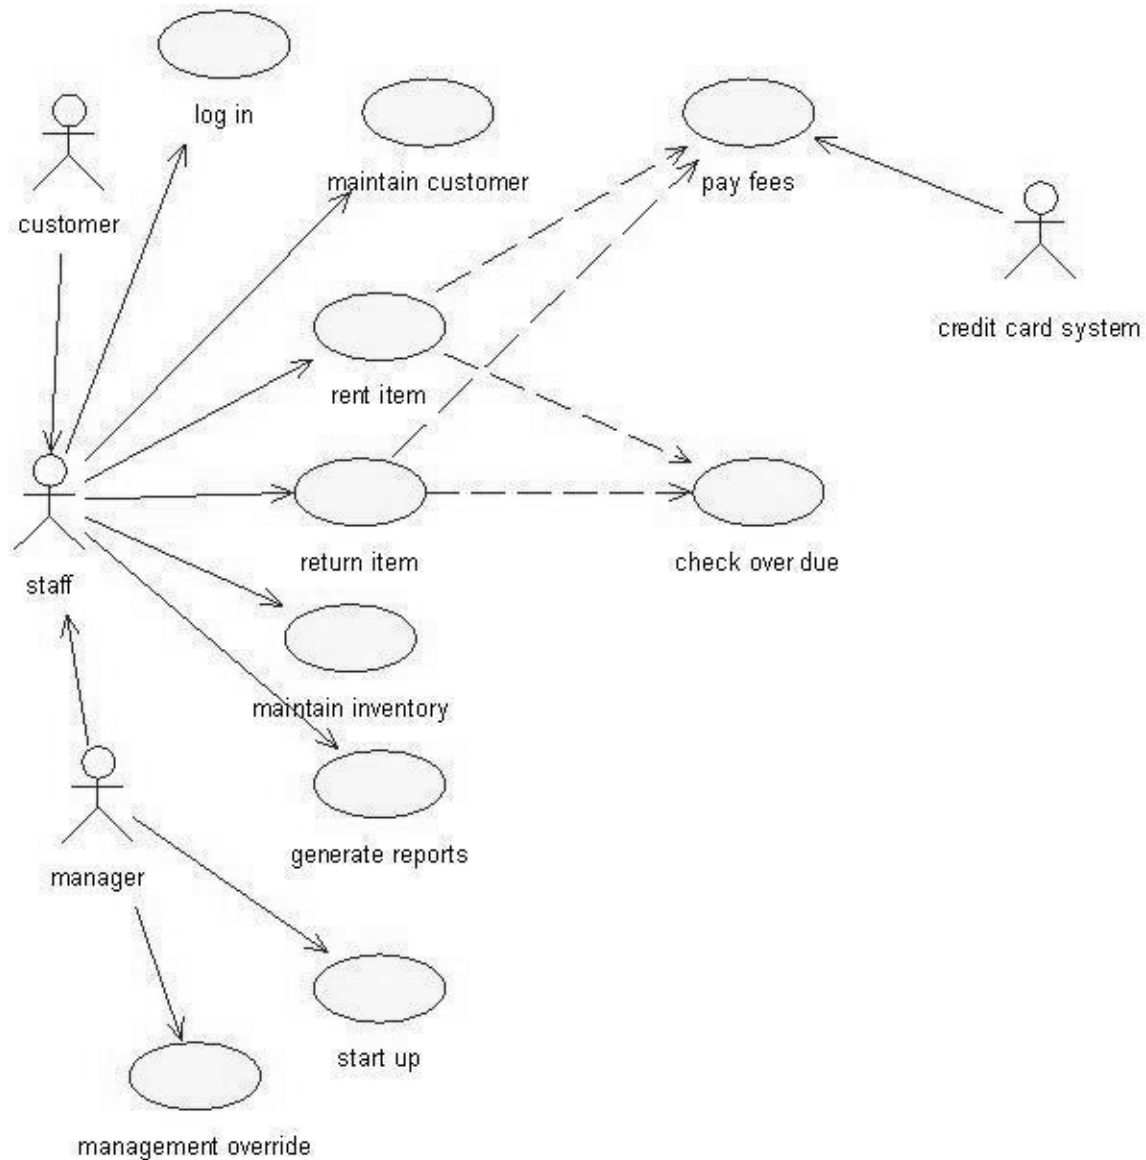 log in
maintain customer
pay fees
customer
credit card system
rent item
return item
check over due
staff
maintain inventory
generate reports
manager
start up
management override